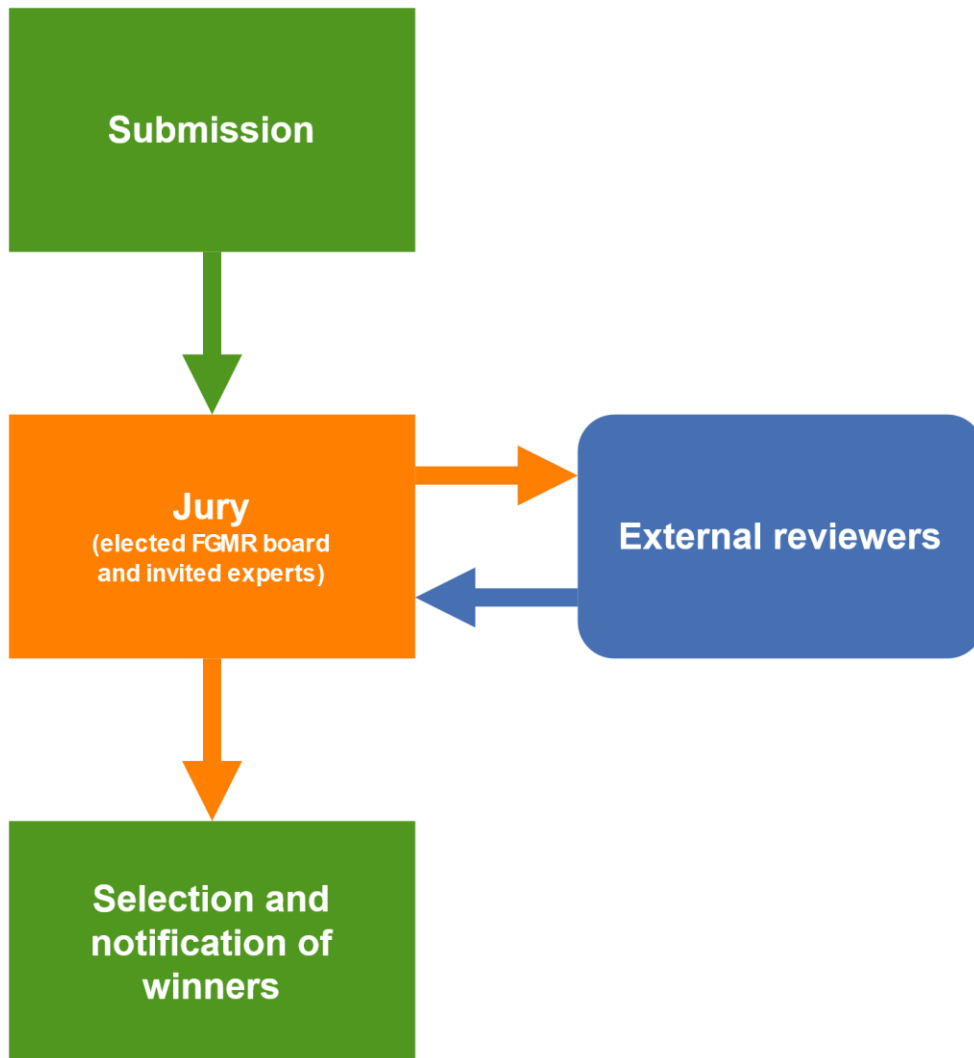 Submission
Jury
(elected FGMR board
and invited experts)
External reviewers
Selection and
notification of
winners